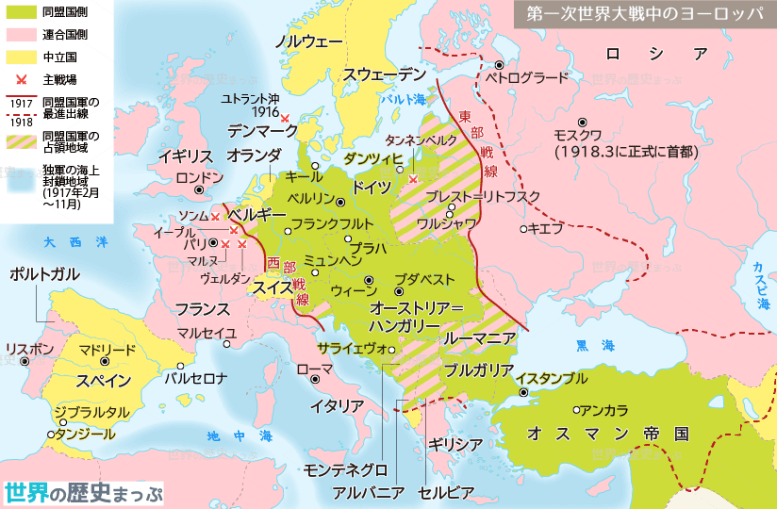 第一次世界大戦中のヨーロッパ
同盟国側
連合国側
中立国
主戦場
1917
1918
同盟国軍の
最進出線
同盟国軍の
占領地域
独軍の海上
封鎖地域
(1917年2月
～11月)
ノルウェー
スウェーデン
ロシア
ペトログラード
ユトラント沖
1916
バルト海
デンマーク
東部戦線
モスクワ
(1918.3に正式に首都)
タンネンベルク
イギリス
オランダ
ダンツィヒ
ロンドン
キール
ドイツ
ベルリン
ブレスト=リトフスク
ワルシャワ
ソンム
ベルギー
イープル
フランクフルト
キエブ
大西洋
パリ
マルヌ
プラハ
ヴェルダン
西部戦線
ミュンヘン
ポルトガル
スイス
ウィーン
ブダペスト
カスピ海
フランス
オーストリア=
ハンガリー
マルセイユ
ルーマニア
黒海
リスボン
マドリード
サライェヴォ
スペイン
バルセロナ
ローマ
ブルガリア
イスタンブル
イタリア
アンカラ
ジブラルタル
タンジール
地中海
オスマン帝国
ギリシア
モンテネグロ
アルバニア
セルビア
世界の歴史まっぷ